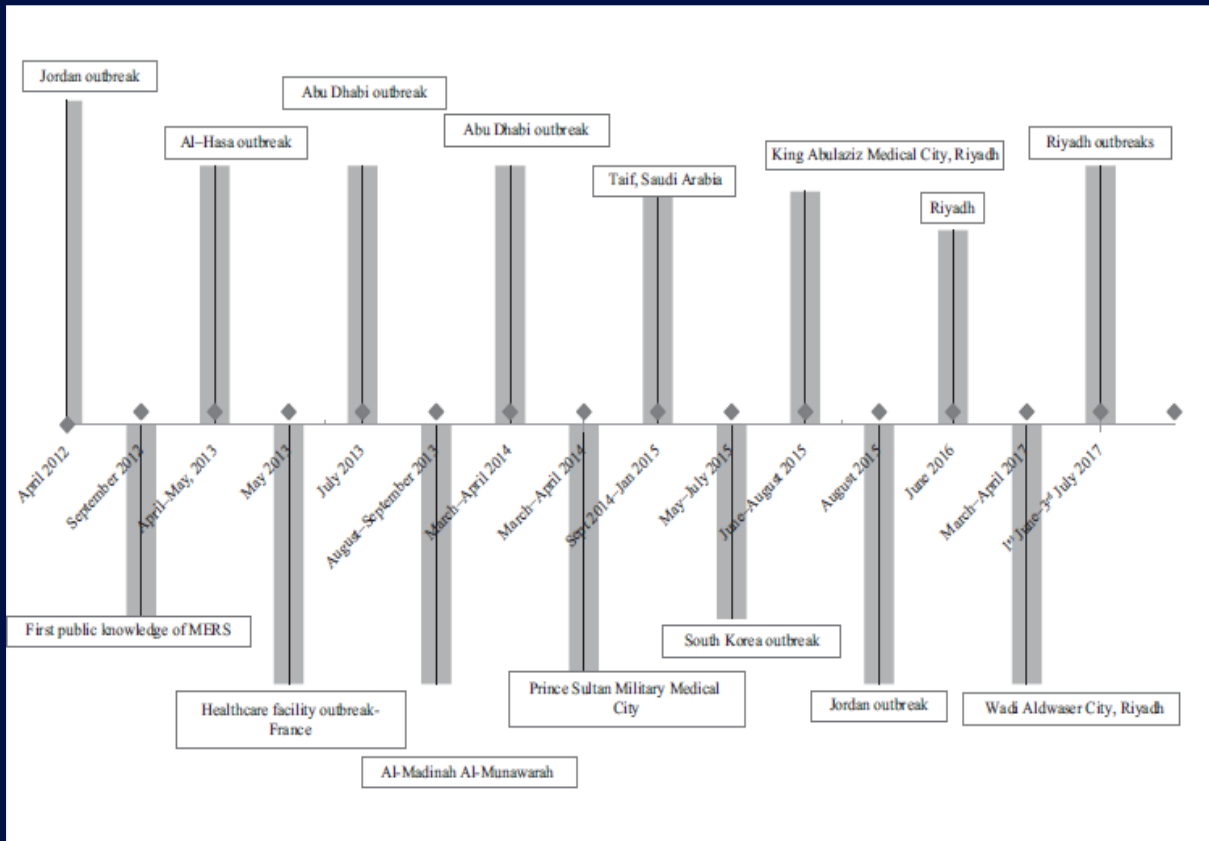 Jordan outbreak
Abu Dhabi outbreak
Al-Hasa outbreak
Abu Dhabi outbreak
King Abulaziz Medical City, Riyadh
Riyadh outbreaks
Taif, Saudi Arabia
Riyadh
April 2012
September 2012
April-May, 2013
May 2013
July 2013
August-September 2013
March-April 2014
March-April 2014
Sept 2014-Jan 2015
May-July 2015
June-August 2015
August 2015
June 2016
March-April 2017
1st June-3rd July 2017
First public knowledge of MERS
South Korea outbreak
Healthcare facility outbreak-
France
Prince Sultan Military Medical
City
Jordan outbreak
Wadi Aldwaser City, Riyadh
Al-Madinah Al-Munawarah